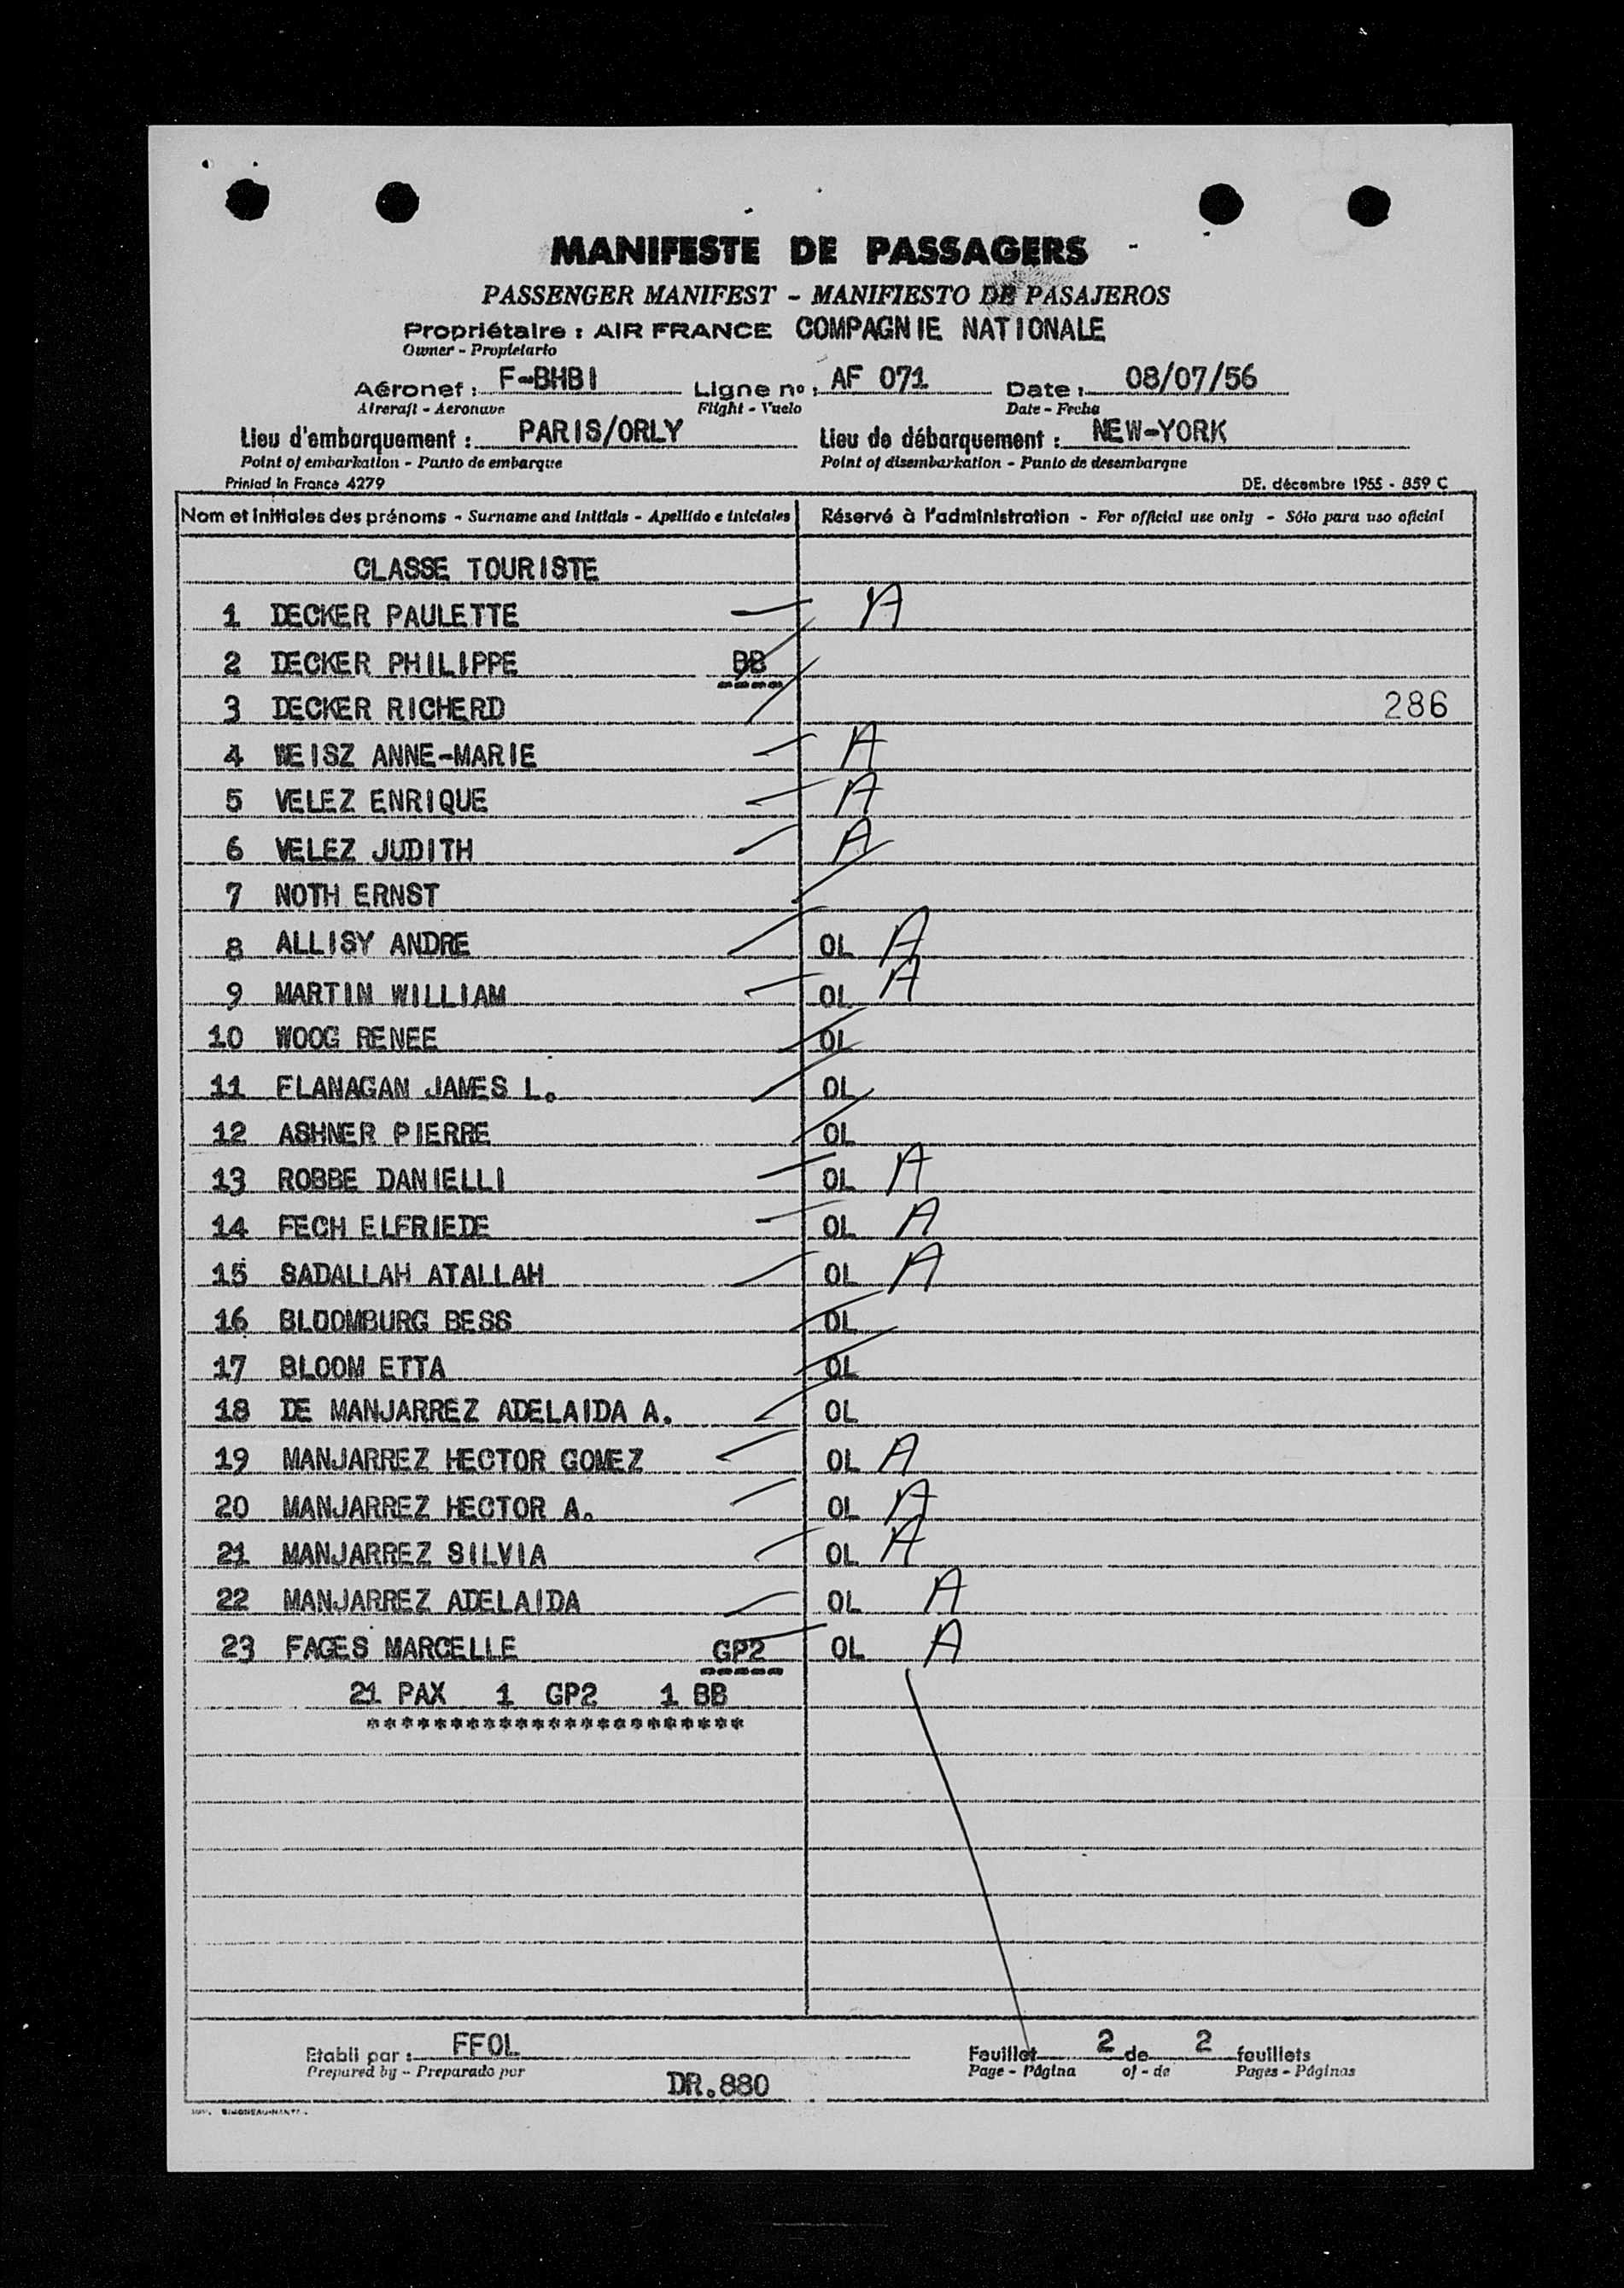 MANIFESTE DE PASSAGERS
PASSENGER MANIFEST - MANIFIESTO DE PASAJEROS
Propriétaire : AIR FRANCE COMPAGNIE NATIONALE
Owner - Propietario
Aéronef : F-BHBI Ligne nº : AF 071 Date : 08/07/56
Aircraft - Aeronave Flight - Vuelo Date - Fecha
Lieu d'embarquement : PARIS/ORLY Lieu de débarquement : NEW-YORK
Point of embarkation - Punto de embarque Point of disembarkation - Punto de desembarque
Printed in France 4279 DE. décembre 1955 - 859 C
Nom et initiales des prénoms - Surname and initials - Apellido e iniciales Réservé à l'administration - For official use only - Sólo para uso oficial
CLASSE TOURISTE
1 DECKER PAULETTE A
2 DECKER PHILIPPE BB
3 DECKER RICHERD 286
4 WEISZ ANNE-MARIE A
5 VELEZ ENRIQUE A
6 VELEZ JUDITH A
7 NOTH ERNST
8 ALLISY ANDRE OL A
9 MARTIN WILLIAM OL A
10 WOOG RENEE OL
11 FLANAGAN JAMES L. OL
12 ASHNER PIERRE OL
13 ROBBE DANIELLI OL A
14 FECH ELFRIEDE OL A
15 SADALLAH ATALLAH OL A
16 BLOOMBURG BESS OL
17 BLOOM ETTA OL
18 DE MANJARREZ ADELAIDA A. OL
19 MANJARREZ HECTOR GOMEZ OL A
20 MANJARREZ HECTOR A. OL A
21 MANJARREZ SILVIA OL A
22 MANJARREZ ADELAIDA OL A
23 FAGES MARCELLE GP2 OL A
21 PAX 1 GP2 1 BB
***********************
Etabli par : FFOL Feuillet 2 de 2 feuillets
Prepared by - Preparado por Page - Página of - de Pages - Páginas
DR.880